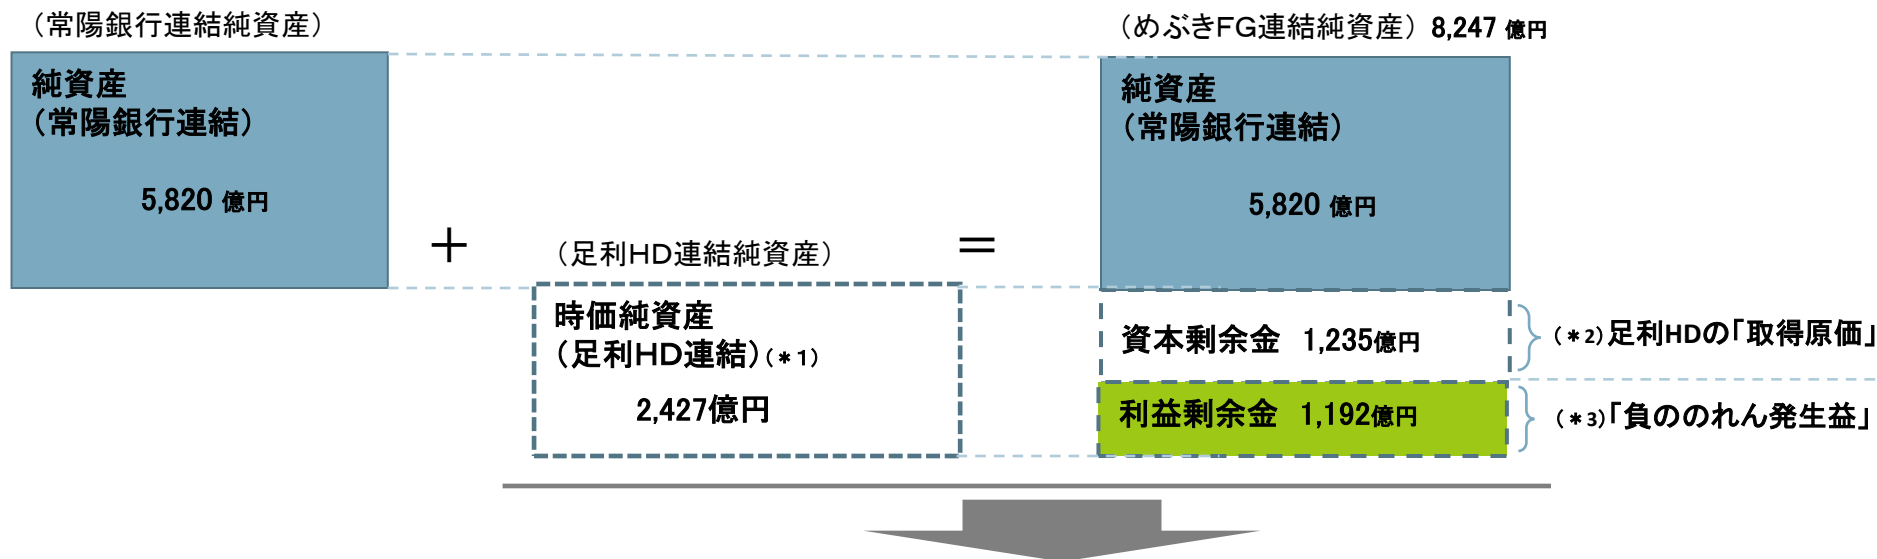 (常陽銀行連結純資産)
純資産
(常陽銀行連結)
5,820 億円
＋
(足利HD連結純資産)
時価純資産
(足利HD連結)(＊1)
2,427億円
＝
(めぶきFG連結純資産) 8,247 億円
純資産
(常陽銀行連結)
5,820 億円
資本剰余金 1,235億円
(＊2)足利HDの「取得原価」
利益剰余金 1,192億円
(＊3)「負ののれん発生益」